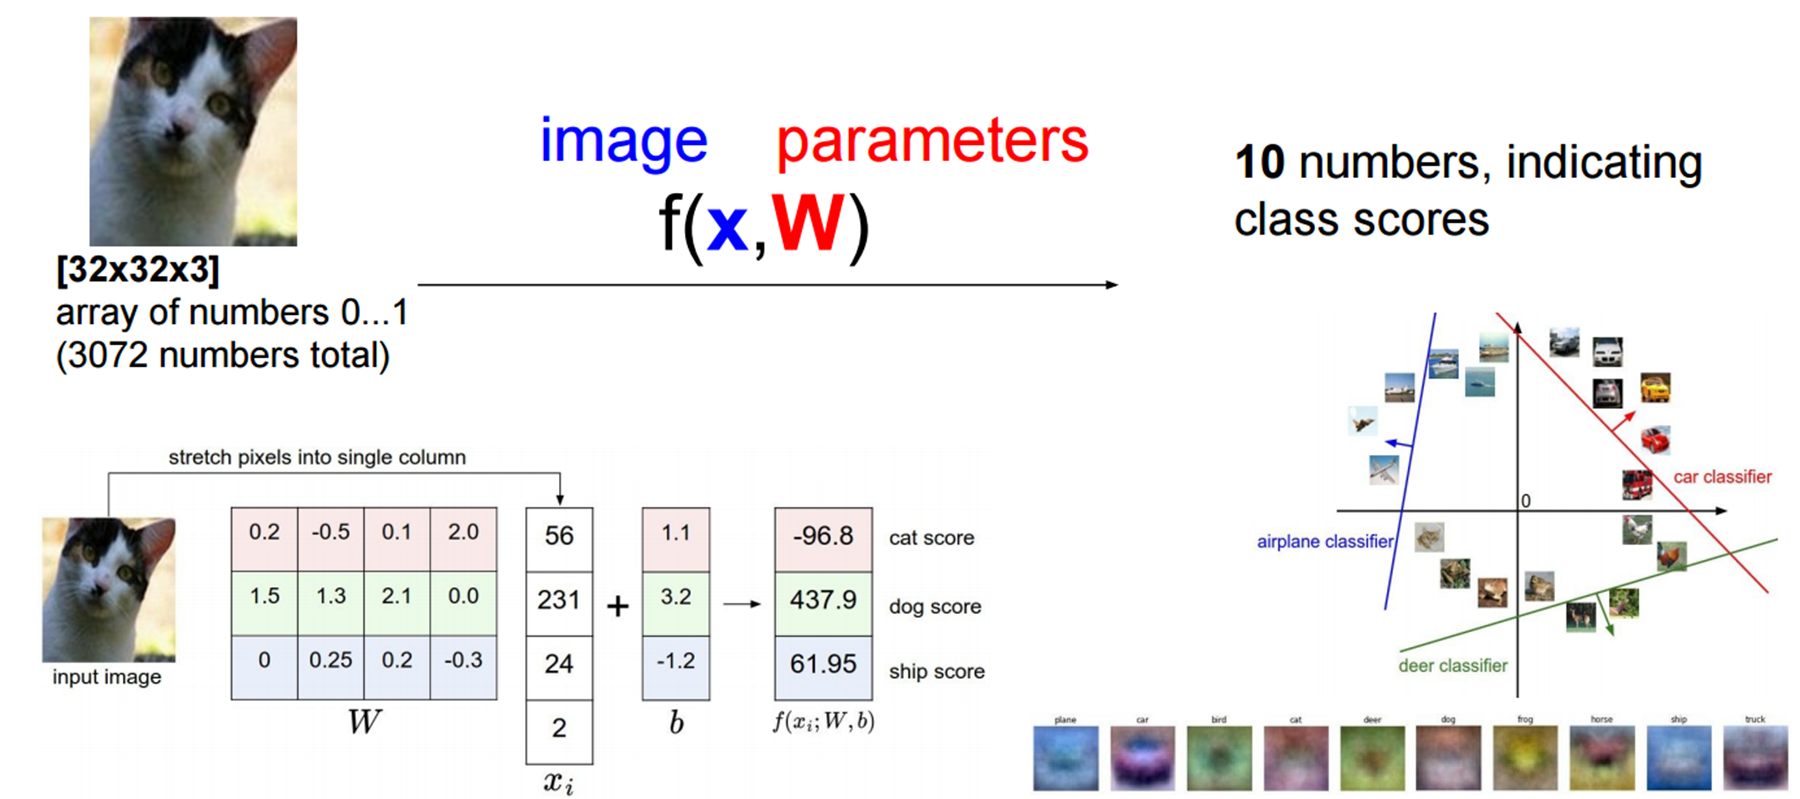 image parameters
f(x,W)
10 numbers, indicating
class scores
[32x32x3]
array of numbers 0...1
(3072 numbers total)
stretch pixels into single column
0.2 -0.5 0.1 2.0
1.5 1.3 2.1 0.0
0 0.25 0.2 -0.3
W
56
231
24
2
xᵢ
+
1.1
3.2
-1.2
b
-96.8 cat score
437.9 dog score
61.95 ship score
f(xᵢ; W, b)
input image
car classifier
0
airplane classifier
deer classifier
plane car bird cat deer dog frog horse ship truck